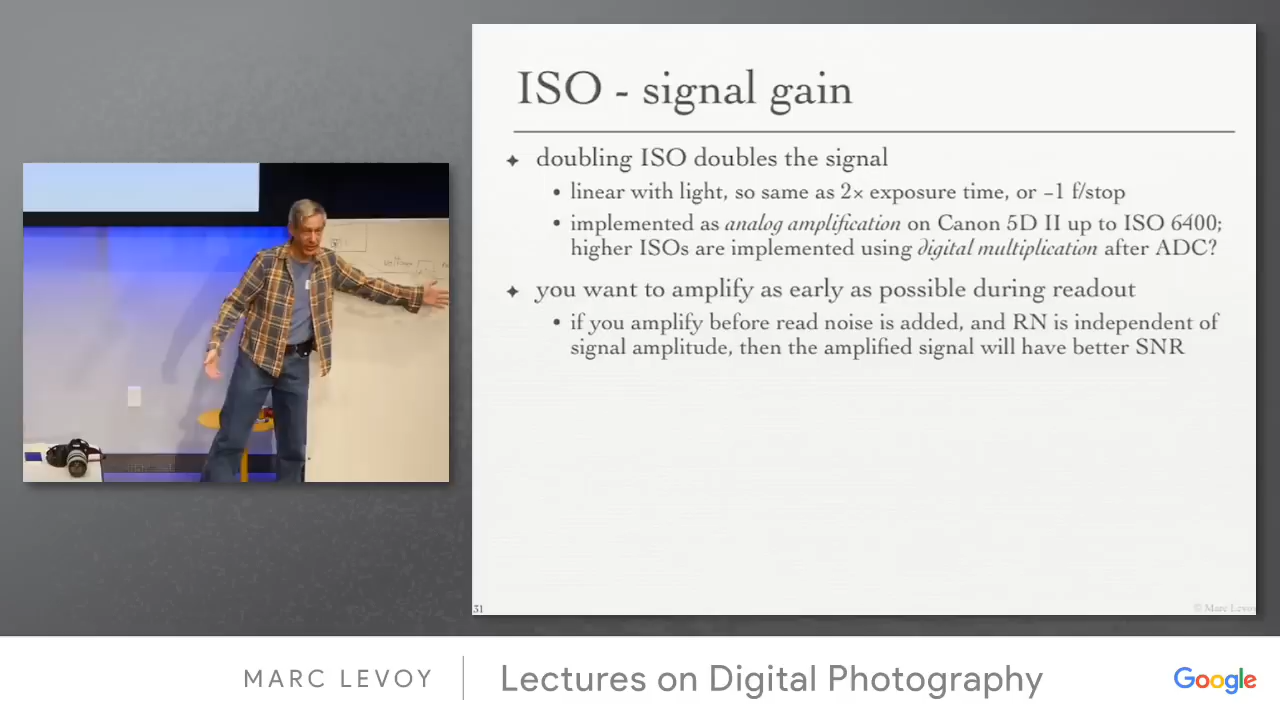 ISO - signal gain
✦ doubling ISO doubles the signal
• linear with light, so same as 2× exposure time, or −1 f/stop
• implemented as analog amplification on Canon 5D II up to ISO 6400;
higher ISOs are implemented using digital multiplication after ADC?
✦ you want to amplify as early as possible during readout
• if you amplify before read noise is added, and RN is independent of
signal amplitude, then the amplified signal will have better SNR
31
© Marc Levoy
MARC LEVOY
Lectures on Digital Photography
Google